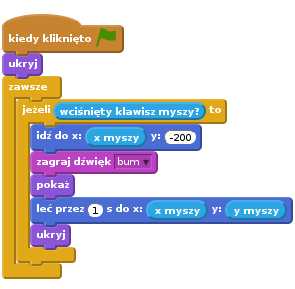 kiedy kliknięto
ukryj
zawsze
jeżeli wciśnięty klawisz myszy? to
idź do x: x myszy y: -200
zagraj dźwięk bum
pokaż
leć przez 1 s do x: x myszy y: y myszy
ukryj